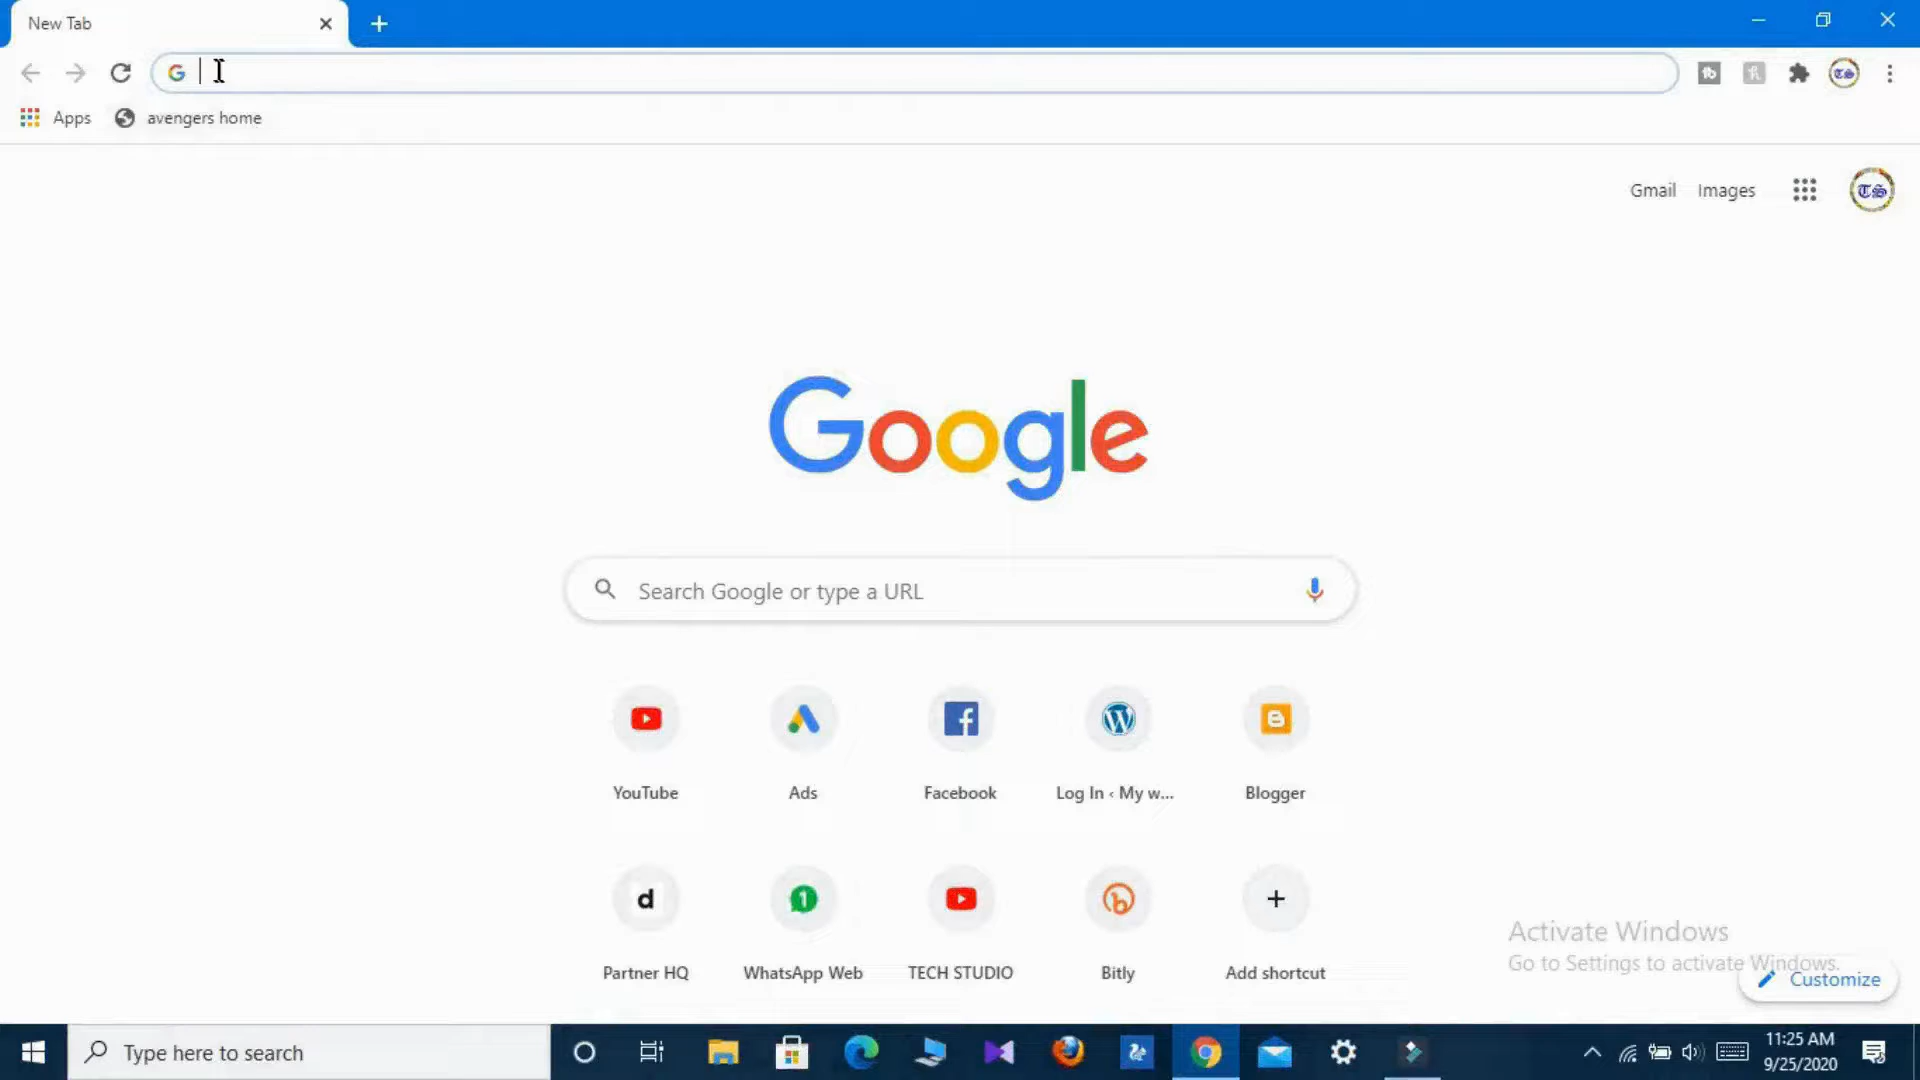 New Tab
Apps
avengers home
Gmail
Images
TS
TS
Google
Search Google or type a URL
YouTube
Ads
Facebook
Log In ‹ My w...
Blogger
Partner HQ
WhatsApp Web
TECH STUDIO
Bitly
Add shortcut
Activate Windows
Go to Settings to activate Windows.
Customize
Type here to search
11:25 AM
9/25/2020